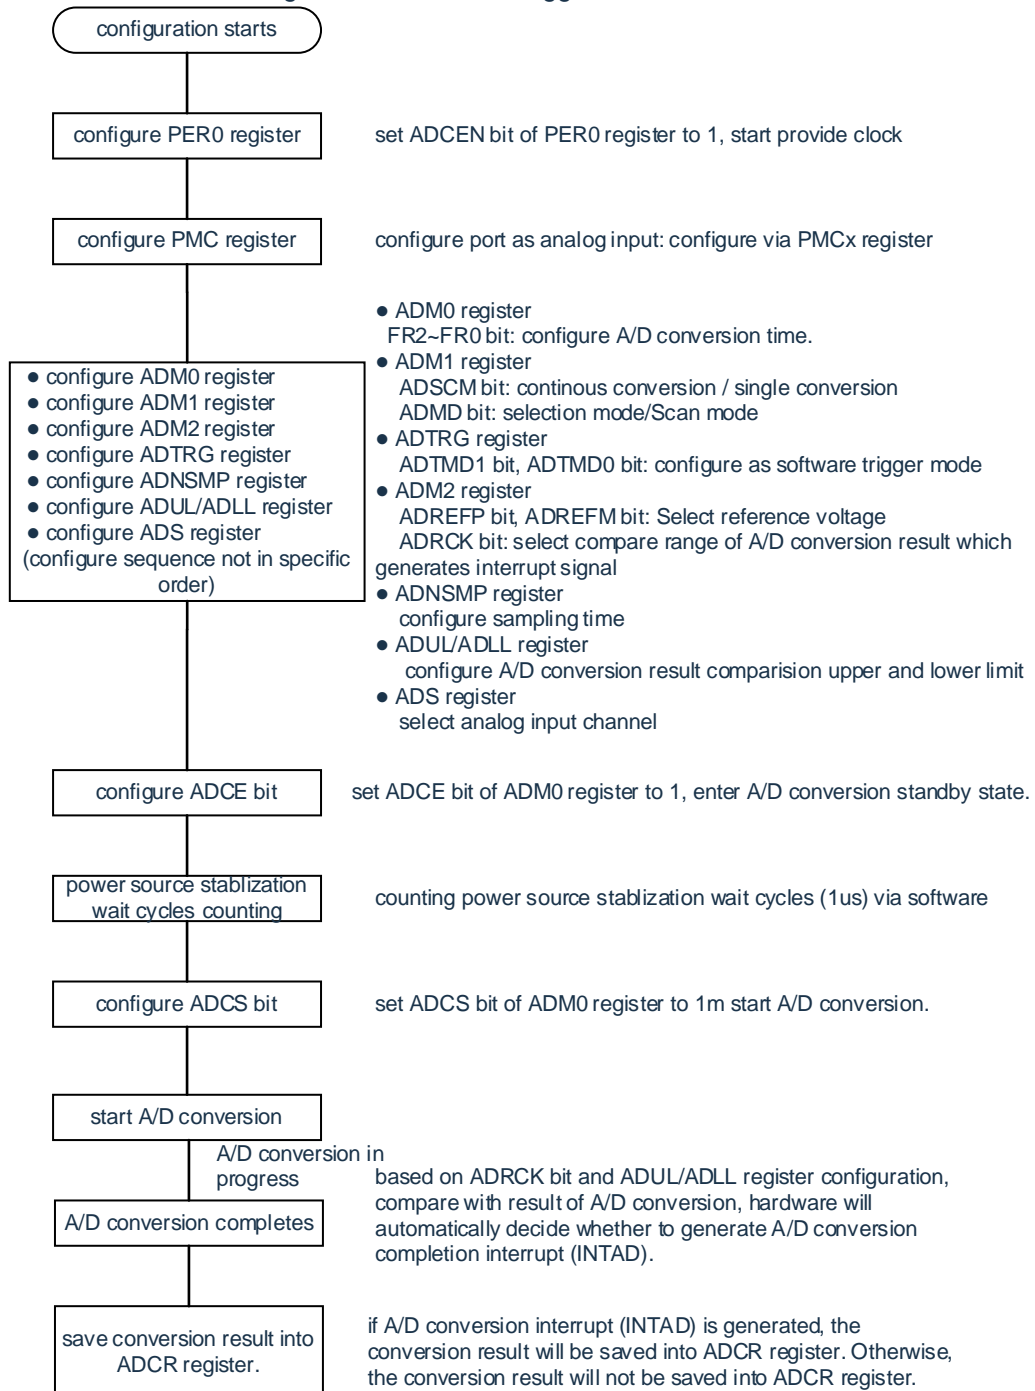 configuration starts
configure PER0 register
set ADCEN bit of PER0 register to 1, start provide clock
configure PMC register
configure port as analog input: configure via PMCx register
● configure ADM0 register
● configure ADM1 register
● configure ADM2 register
● configure ADTRG register
● configure ADNSMP register
● configure ADUL/ADLL register
● configure ADS register
(configure sequence not in specific
order)
● ADM0 register
FR2~FR0 bit: configure A/D conversion time.
● ADM1 register
ADSCM bit: continous conversion / single conversion
ADMD bit: selection mode/Scan mode
● ADTRG register
ADTMD1 bit, ADTMD0 bit: configure as software trigger mode
● ADM2 register
ADREFP bit, ADREFM bit: Select reference voltage
ADRCK bit: select compare range of A/D conversion result which
generates interrupt signal
● ADNSMP register
configure sampling time
● ADUL/ADLL register
configure A/D conversion result comparision upper and lower limit
● ADS register
select analog input channel
configure ADCE bit
set ADCE bit of ADM0 register to 1, enter A/D conversion standby state.
power source stablization
wait cycles counting
counting power source stablization wait cycles (1us) via software
configure ADCS bit
set ADCS bit of ADM0 register to 1m start A/D conversion.
start A/D conversion
A/D conversion in
progress
A/D conversion completes
based on ADRCK bit and ADUL/ADLL register configuration,
compare with result of A/D conversion, hardware will
automatically decide whether to generate A/D conversion
completion interrupt (INTAD).
save conversion result into
ADCR register.
if A/D conversion interrupt (INTAD) is generated, the
conversion result will be saved into ADCR register. Otherwise,
the conversion result will not be saved into ADCR register.